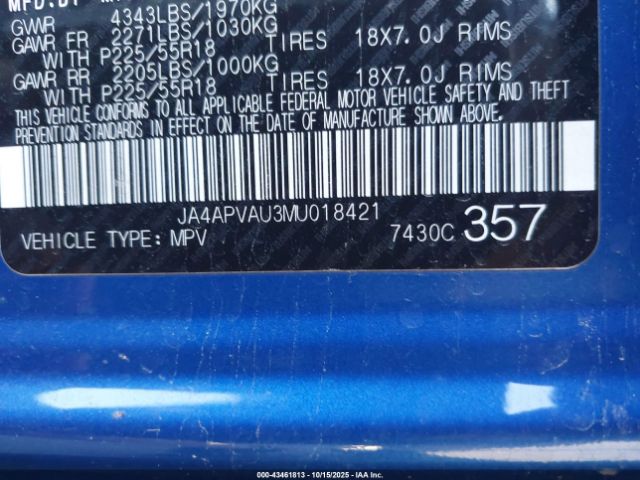 GVWR 4343LBS/1970KG
GAWR FR 2271LBS/1030KG TIRES 18X7.0J RIMS
WITH P225/55R18
GAWR RR 2205LBS/1000KG TIRES 18X7.0J RIMS
WITH P225/55R18
THIS VEHICLE CONFORMS TO ALL APPLICABLE FEDERAL MOTOR VEHICLE SAFETY AND THEFT
PREVENTION STANDARDS IN EFFECT ON THE DATE OF MANUFACTURE SHOWN ABOVE.
JA4APVAU3MU018421
VEHICLE TYPE: MPV 7430C 357
000-43461813 - 10/15/2025 - IAAI